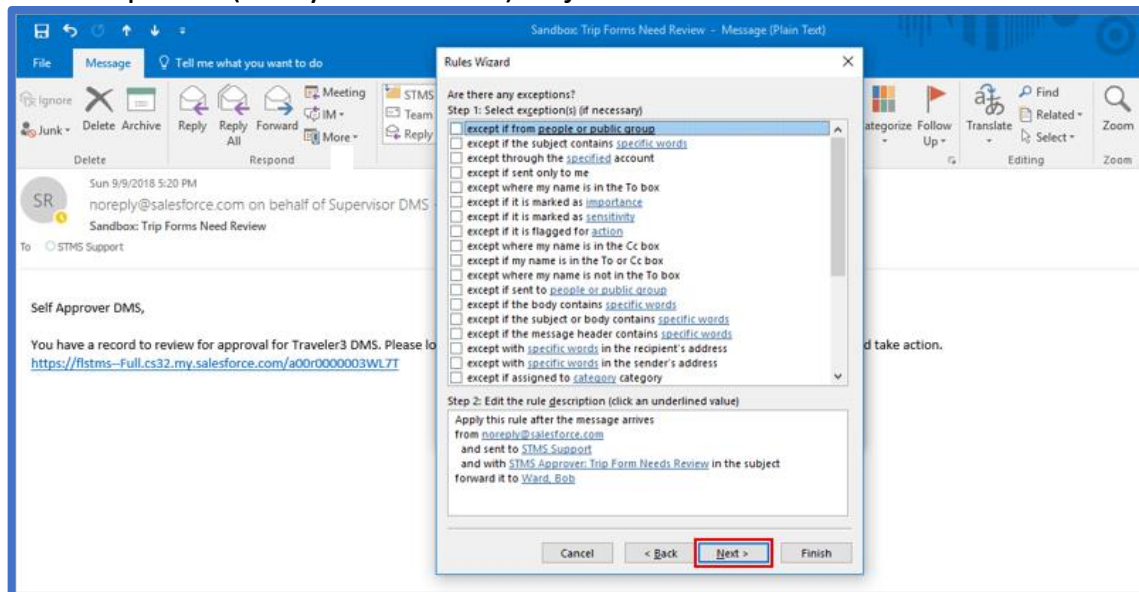 Sandbox: Trip Forms Need Review - Message (Plain Text)
File Message Tell me what you want to do
Ignore
Junk
Delete Archive
Reply Reply All Forward
Meeting
IM
More
STMS
Team
Reply
Categorize Follow Up
Translate
Find
Related
Select
Zoom
Delete Respond Editing Zoom
SR
Sun 9/9/2018 5:20 PM
noreply@salesforce.com on behalf of Supervisor DMS
Sandbox: Trip Forms Need Review
To STMS Support
Self Approver DMS,
You have a record to review for approval for Traveler3 DMS. Please lo
d take action.
https://flstms--Full.cs32.my.salesforce.com/a00r0000003WL7T
Rules Wizard
Are there any exceptions?
Step 1: Select exception(s) (if necessary)
except if from people or public group
except if the subject contains specific words
except through the specified account
except if sent only to me
except where my name is in the To box
except if it is marked as importance
except if it is marked as sensitivity
except if it is flagged for action
except where my name is in the Cc box
except if my name is in the To or Cc box
except where my name is not in the To box
except if sent to people or public group
except if the body contains specific words
except if the subject or body contains specific words
except if the message header contains specific words
except with specific words in the recipient's address
except with specific words in the sender's address
except if assigned to category category
Step 2: Edit the rule description (click an underlined value)
Apply this rule after the message arrives
from noreply@salesforce.com
and sent to STMS Support
and with STMS Approver: Trip Form Needs Review in the subject
forward it to Ward, Bob
Cancel < Back Next > Finish